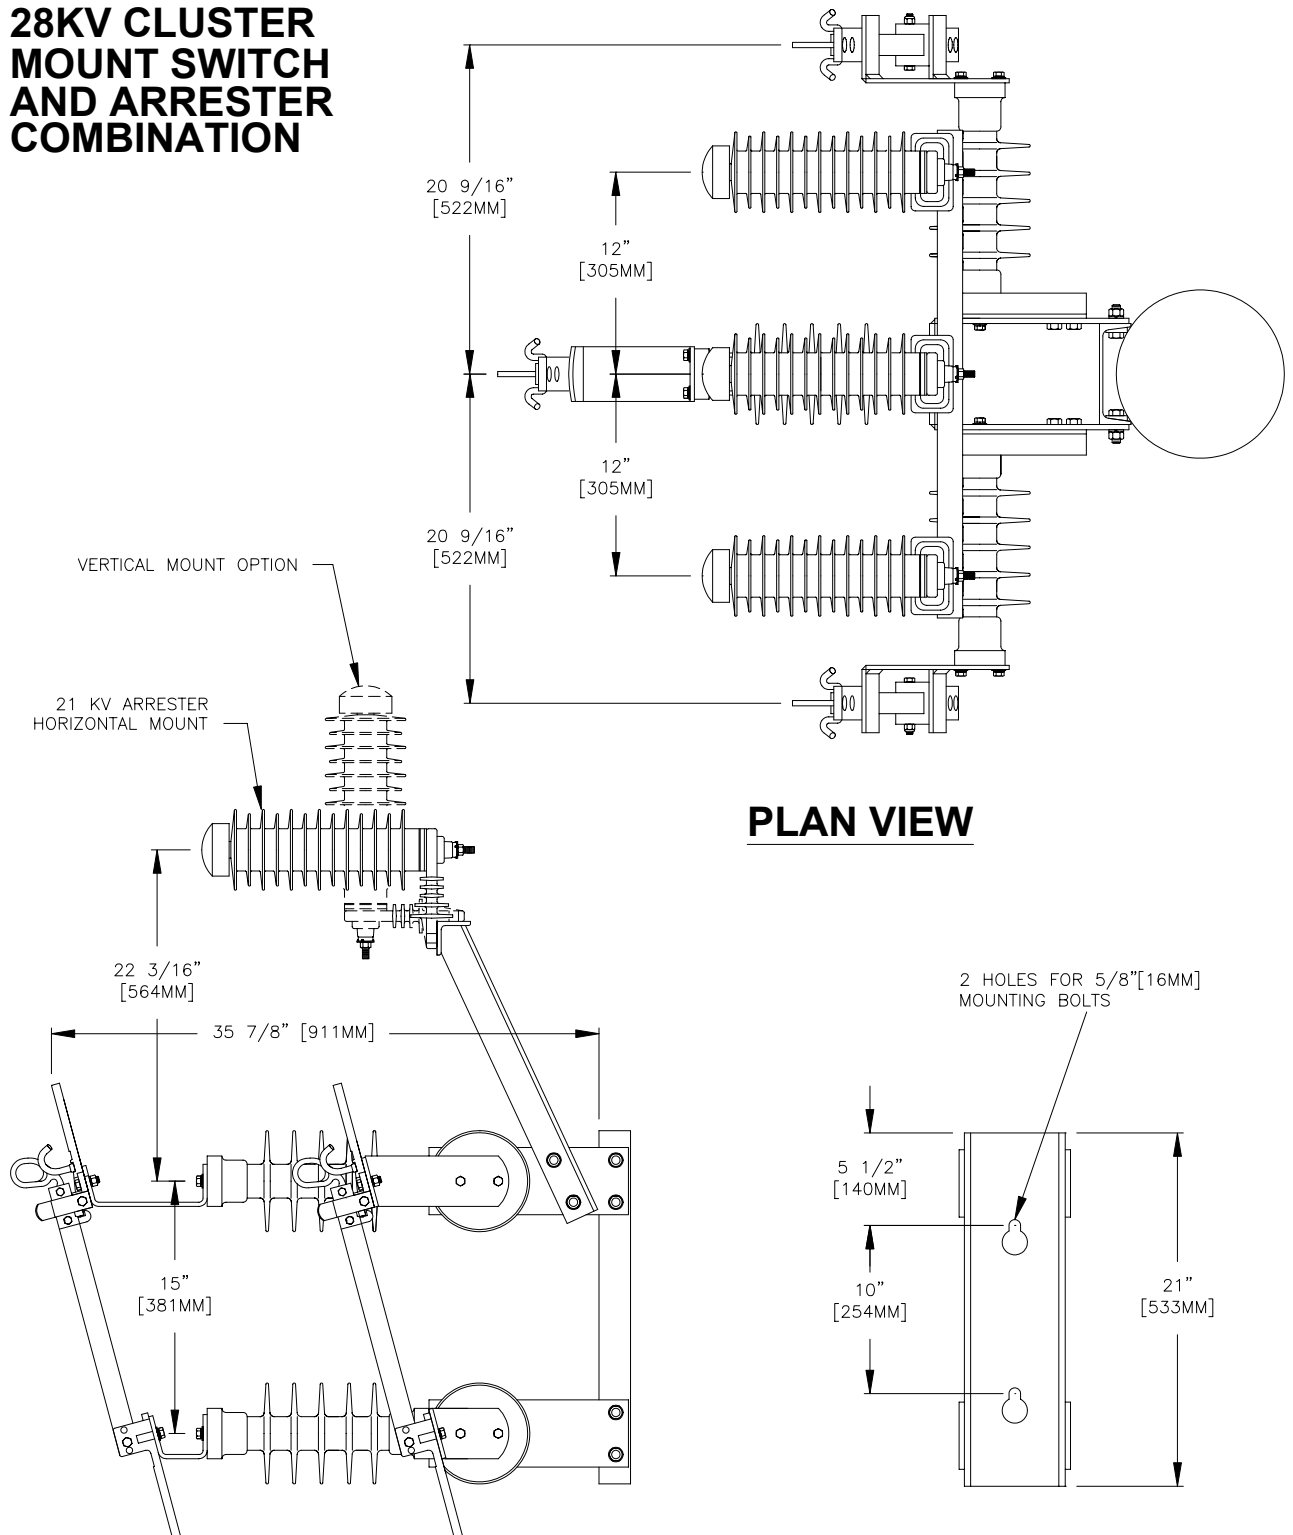 28KV CLUSTER
MOUNT SWITCH
AND ARRESTER
COMBINATION
20 9/16”
[522MM]
12”
[305MM]
12”
[305MM]
20 9/16”
[522MM]
VERTICAL MOUNT OPTION
21 KV ARRESTER
HORIZONTAL MOUNT
PLAN VIEW
22 3/16”
[564MM]
35 7/8” [911MM]
15”
[381MM]
2 HOLES FOR 5/8”[16MM]
MOUNTING BOLTS
5 1/2”
[140MM]
10”
[254MM]
21”
[533MM]